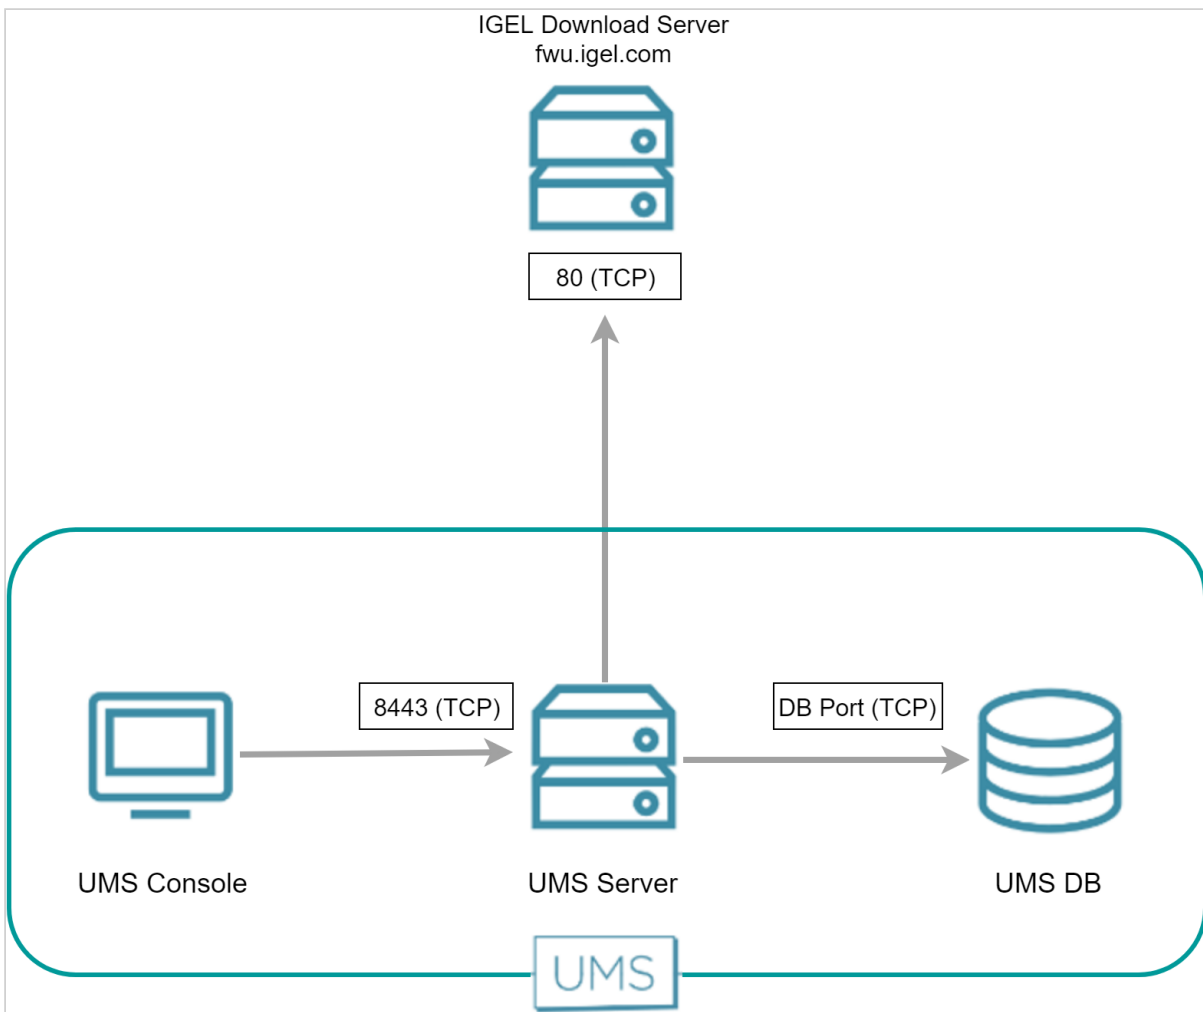 IGEL Download Server
fwu.igel.com
80 (TCP)
8443 (TCP)
DB Port (TCP)
UMS Console
UMS Server
UMS DB
UMS